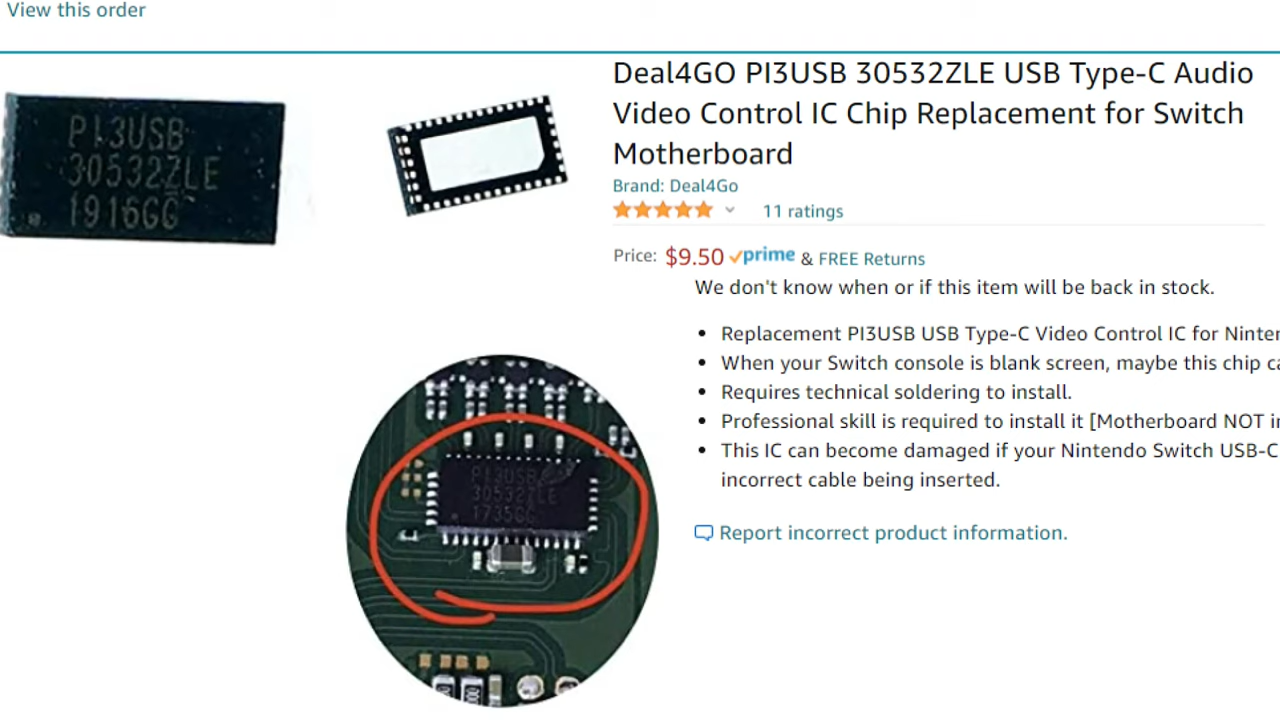 View this order
PI3USB
30532ZLE
1916GG
Deal4GO PI3USB 30532ZLE USB Type-C Audio
Video Control IC Chip Replacement for Switch
Motherboard
Brand: Deal4Go
11 ratings
Price: $9.50 prime & FREE Returns
We don't know when or if this item will be back in stock.
Replacement PI3USB USB Type-C Video Control IC for
When your Switch console is blank screen, maybe this chip
Requires technical soldering to install.
Professional skill is required to install it [Motherboard NOT
This IC can become damaged if your Nintendo Switch USB-C
incorrect cable being inserted.
Report incorrect product information.
PI3USB
30532ZLE
1735GG